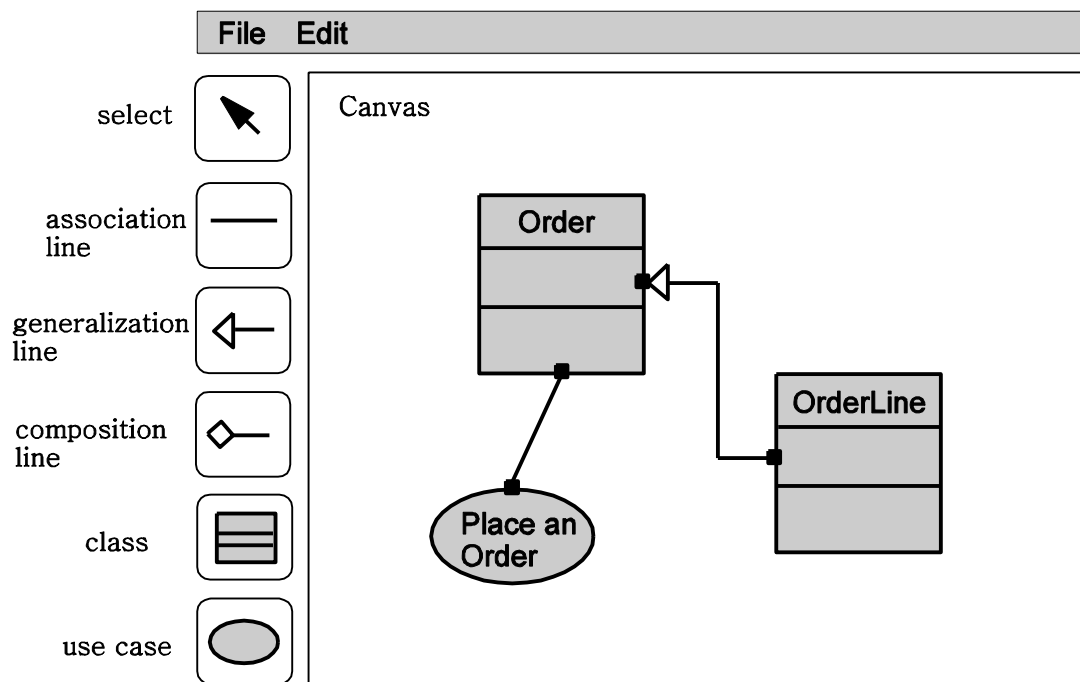 File Edit
select
Canvas
association
line
generalization
line
composition
line
class
use case
Order
OrderLine
Place an
Order